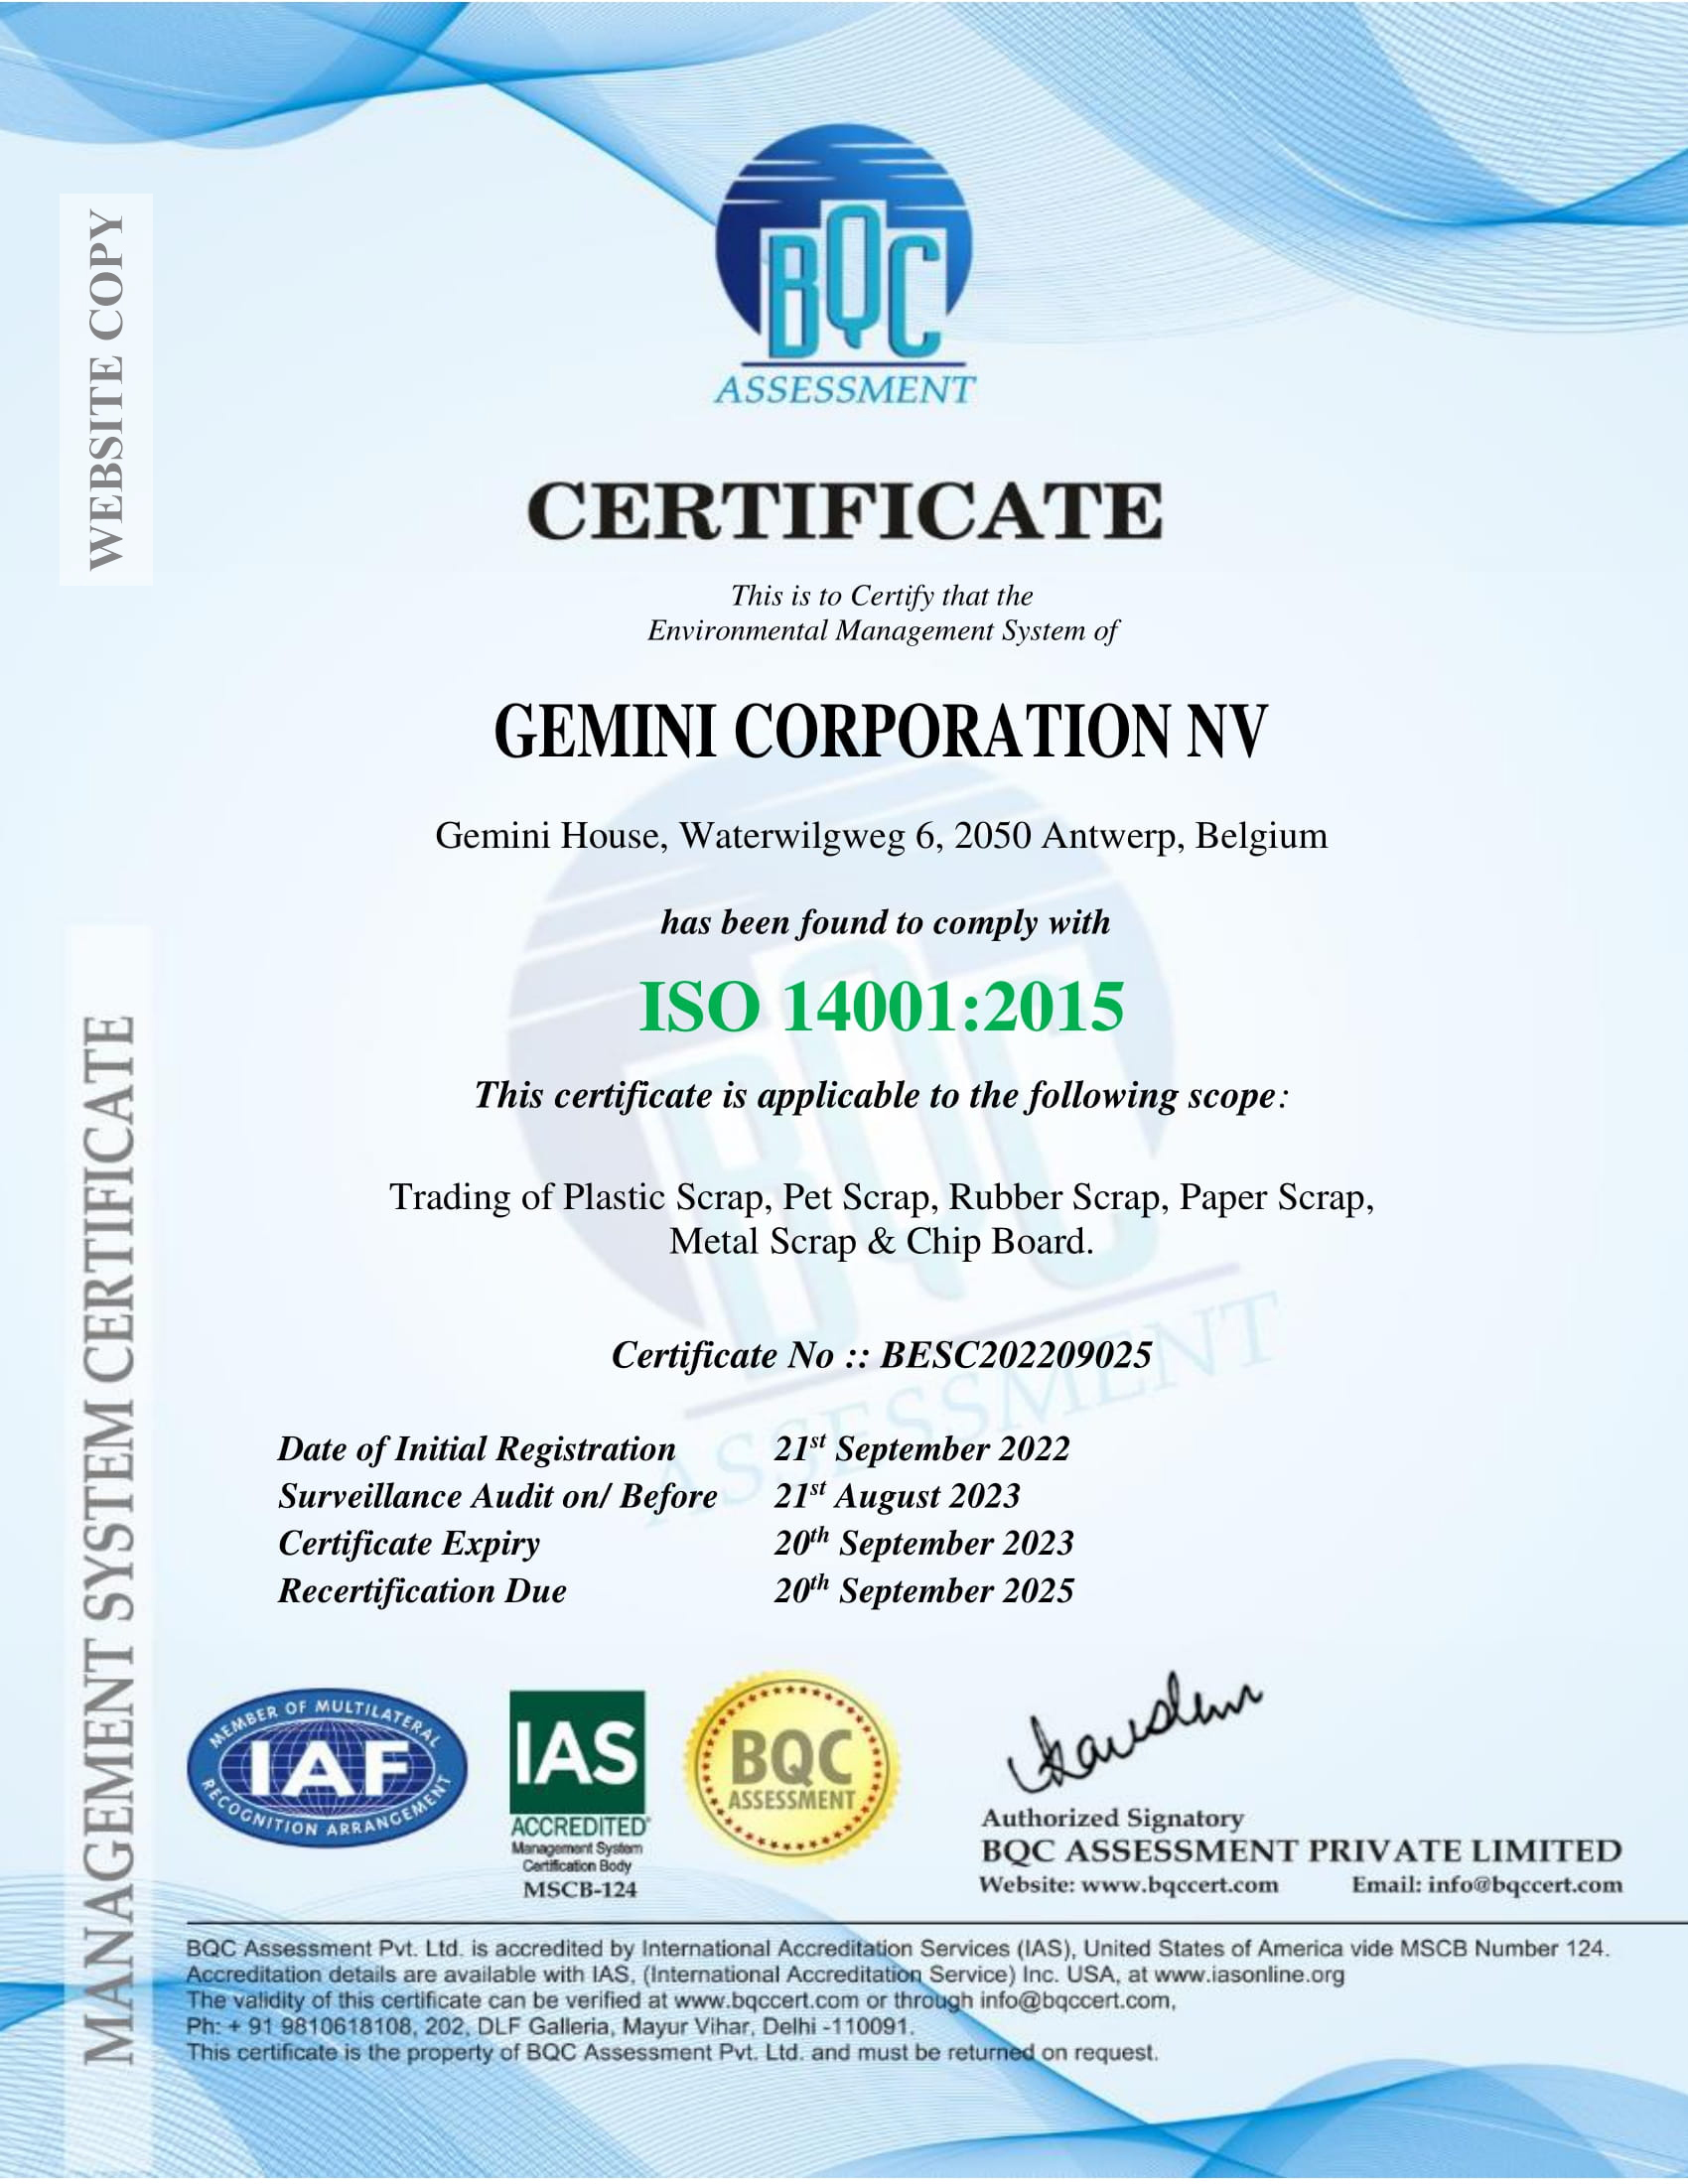 WEBSITE COPY
BQC
ASSESSMENT
CERTIFICATE
This is to Certify that the
Environmental Management System of
GEMINI CORPORATION NV
Gemini House, Waterwilgweg 6, 2050 Antwerp, Belgium
has been found to comply with
ISO 14001:2015
This certificate is applicable to the following scope:
Trading of Plastic Scrap, Pet Scrap, Rubber Scrap, Paper Scrap,
Metal Scrap & Chip Board.
Certificate No :: BESC202209025
Date of Initial Registration 21st September 2022
Surveillance Audit on/ Before 21st August 2023
Certificate Expiry 20th September 2023
Recertification Due 20th September 2025
MANAGEMENT SYSTEM CERTIFICATE
BQC
ASSESSMENT
MEMBER OF MULTILATERAL
IAF
RECOGNITION ARRANGEMENT
IAS
ACCREDITED®
Management System
Certification Body
MSCB-124
BQC
ASSESSMENT
Authorized Signatory
BQC ASSESSMENT PRIVATE LIMITED
Website: www.bqccert.com Email: info@bqccert.com
BQC Assessment Pvt. Ltd. is accredited by International Accreditation Services (IAS), United States of America vide MSCB Number 124.
Accreditation details are available with IAS, (International Accreditation Service) Inc. USA, at www.iasonline.org
The validity of this certificate can be verified at www.bqccert.com or through info@bqccert.com,
Ph: + 91 9810618108, 202, DLF Galleria, Mayur Vihar, Delhi -110091.
This certificate is the property of BQC Assessment Pvt. Ltd. and must be returned on request.